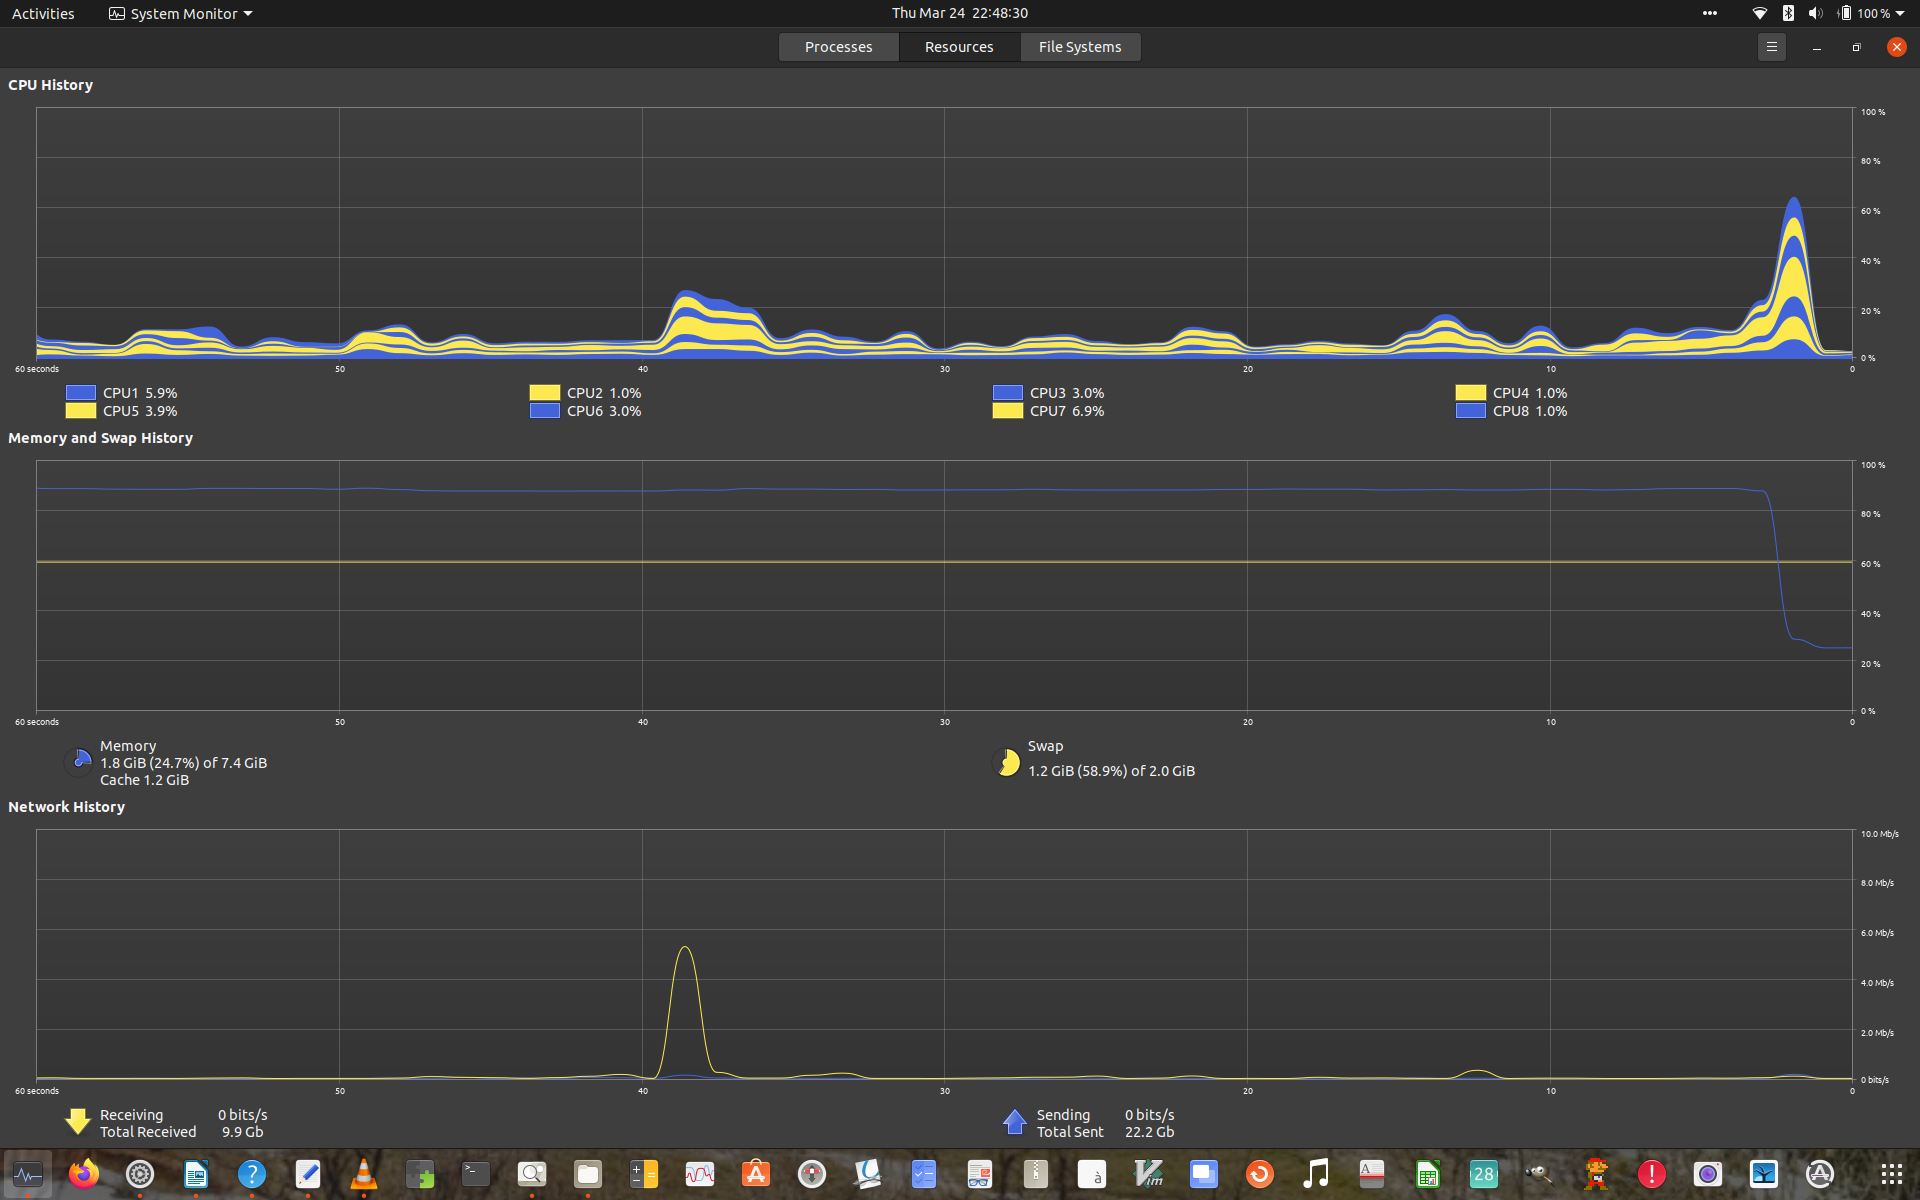 Activities System Monitor Thu Mar 24 22:48:30 100 %
Processes Resources File Systems
CPU History
100 %
80 %
60 %
40 %
20 %
0 %
60 seconds 50 40 30 20 10 0
CPU1 5.9% CPU2 1.0% CPU3 3.0% CPU4 1.0%
CPU5 3.9% CPU6 3.0% CPU7 6.9% CPU8 1.0%
Memory and Swap History
100 %
80 %
60 %
40 %
20 %
0 %
60 seconds 50 40 30 20 10 0
Memory
1.8 GiB (24.7%) of 7.4 GiB
Cache 1.2 GiB
Swap
1.2 GiB (58.9%) of 2.0 GiB
Network History
10.0 Mb/s
8.0 Mb/s
6.0 Mb/s
4.0 Mb/s
2.0 Mb/s
0 bits/s
60 seconds 50 40 30 20 10 0
Receiving 0 bits/s
Total Received 9.9 Gb
Sending 0 bits/s
Total Sent 22.2 Gb
? >_ A à Vim A 28 ! A